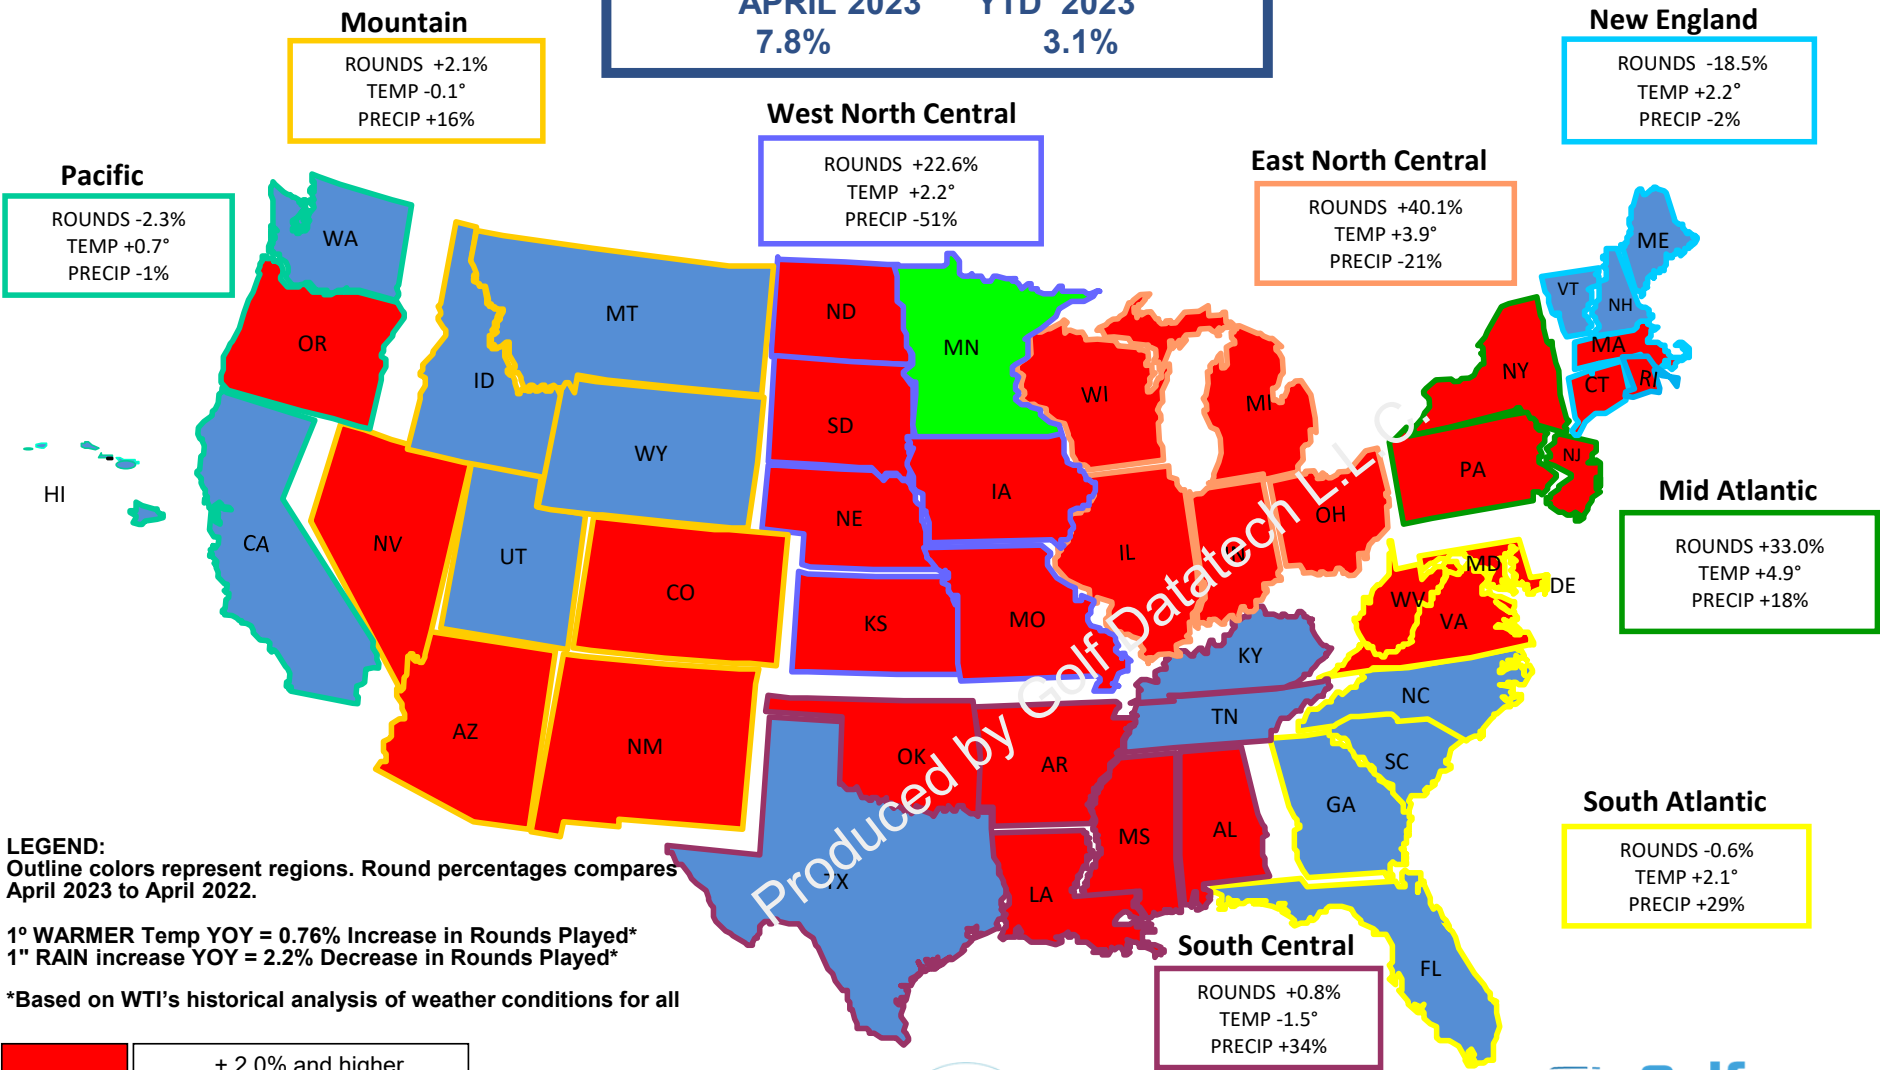 APRIL 2023 YTD 2023
7.8% 3.1%
Mountain
ROUNDS +2.1%
TEMP -0.1°
PRECIP +16%
New England
ROUNDS -18.5%
TEMP +2.2°
PRECIP -2%
West North Central
ROUNDS +22.6%
TEMP +2.2°
PRECIP -51%
East North Central
ROUNDS +40.1%
TEMP +3.9°
PRECIP -21%
Pacific
ROUNDS -2.3%
TEMP +0.7°
PRECIP -1%
WA
OR
HI
CA
NV
ID
MT
WY
UT
CO
AZ
NM
ND
SD
NE
KS
MN
IA
MO
WI
MI
IL
IN
OH
KY
TN
OK
AR
TX
LA
MS
AL
ME
VT
NH
MA
CT
RI
NY
PA
NJ
MD
DE
WV
VA
NC
SC
GA
FL
Mid Atlantic
ROUNDS +33.0%
TEMP +4.9°
PRECIP +18%
South Atlantic
ROUNDS -0.6%
TEMP +2.1°
PRECIP +29%
South Central
ROUNDS +0.8%
TEMP -1.5°
PRECIP +34%
Produced by Golf Datatech L.L.C.
LEGEND:
Outline colors represent regions. Round percentages compares
April 2023 to April 2022.
1º WARMER Temp YOY = 0.76% Increase in Rounds Played*
1" RAIN increase YOY = 2.2% Decrease in Rounds Played*
*Based on WTI's historical analysis of weather conditions for all
+ 2.0% and higher
Golf